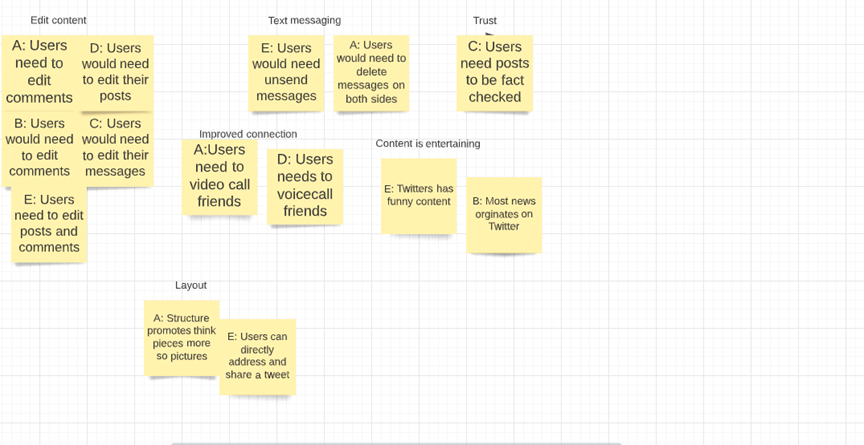 Edit content
A: Users
need to
edit
comments
D: Users
would need
to edit their
posts
B: Users
would need
to edit
comments
C: Users
would need
to edit their
messages
E: Users
need to edit
posts and
comments
Text messaging
E: Users
would need
unsend
messages
A: Users
would need to
delete
messages on
both sides
Trust
C: Users
need posts
to be fact
checked
Improved connection
A:Users
need to
video call
friends
D: Users
needs to
voicecall
friends
Content is entertaining
E: Twitters has
funny content
B: Most news
orginates on
Twitter
Layout
A: Structure
promotes think
pieces more
so pictures
E: Users can
directly
address and
share a tweet